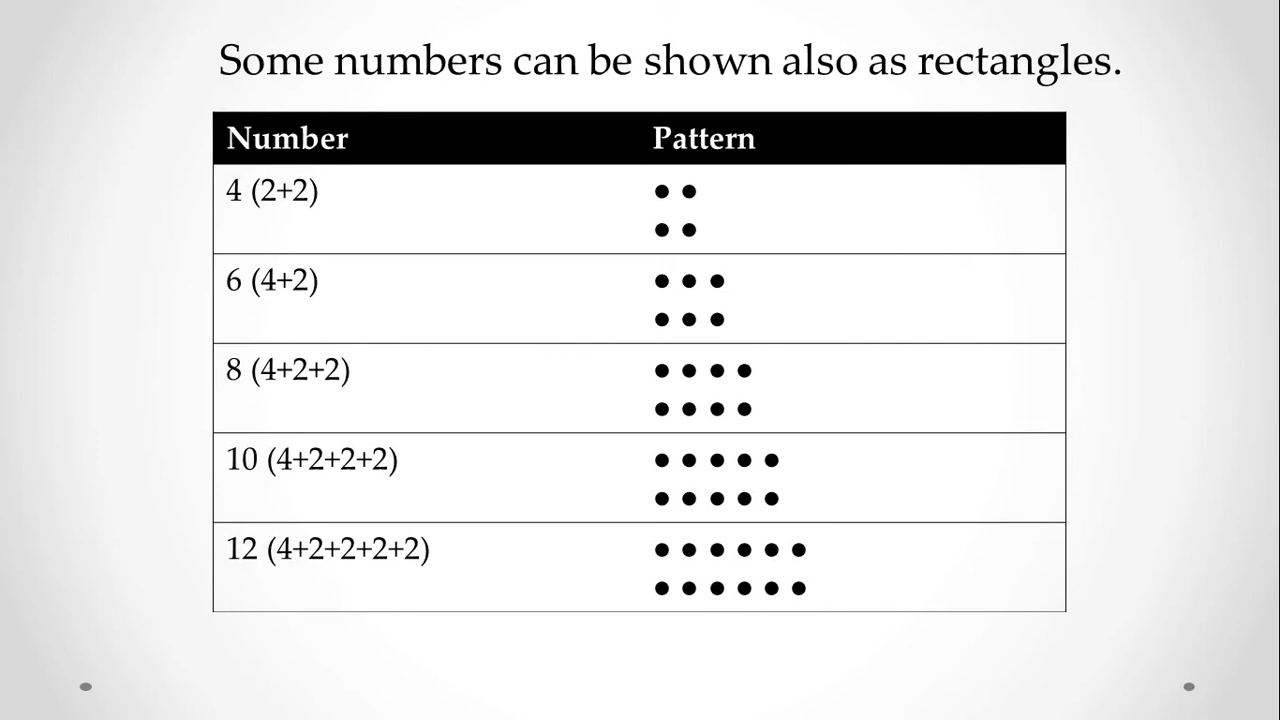 Some numbers can be shown also as rectangles.
Number Pattern
4 (2+2)
6 (4+2)
8 (4+2+2)
10 (4+2+2+2)
12 (4+2+2+2+2)